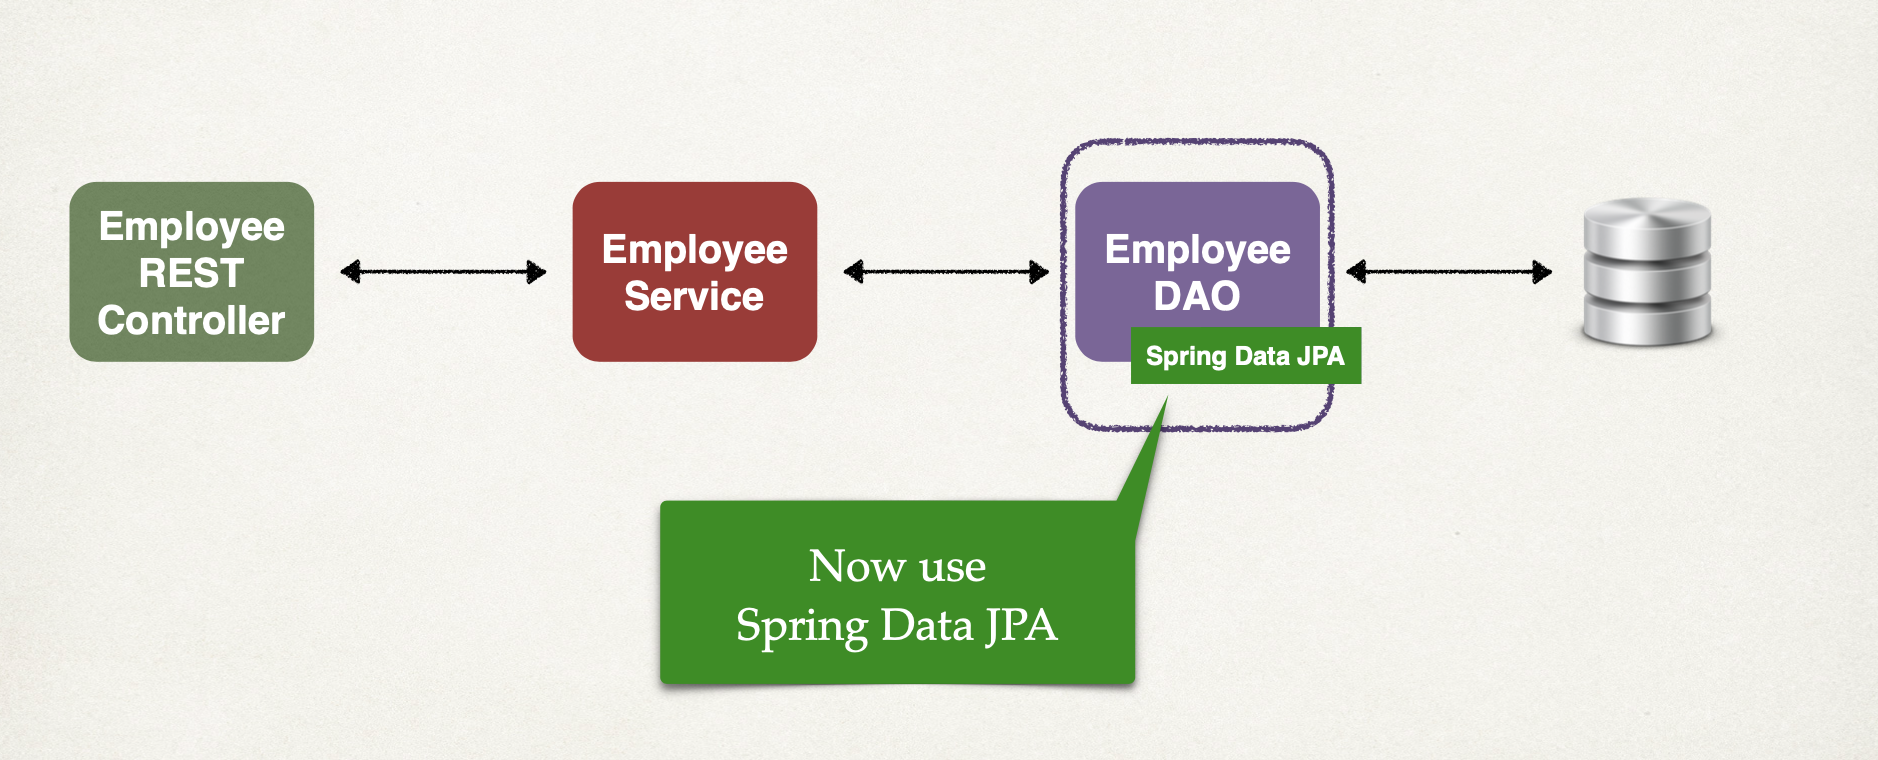 Employee
REST
Controller
Employee
Service
Employee
DAO
Spring Data JPA
Now use
Spring Data JPA